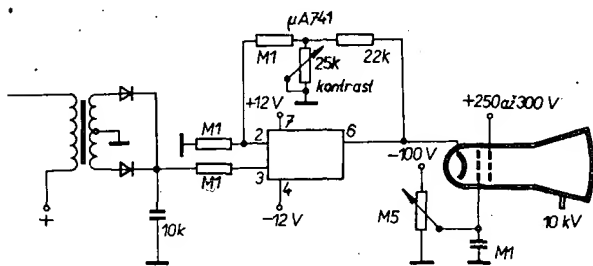 µA741
M1
22k
25k
kontrast
+12 V
7
M1
2
6
+250 až 300 V
−100 V
M1
3
4
−12 V
M5
10k
+
10 kV
M1